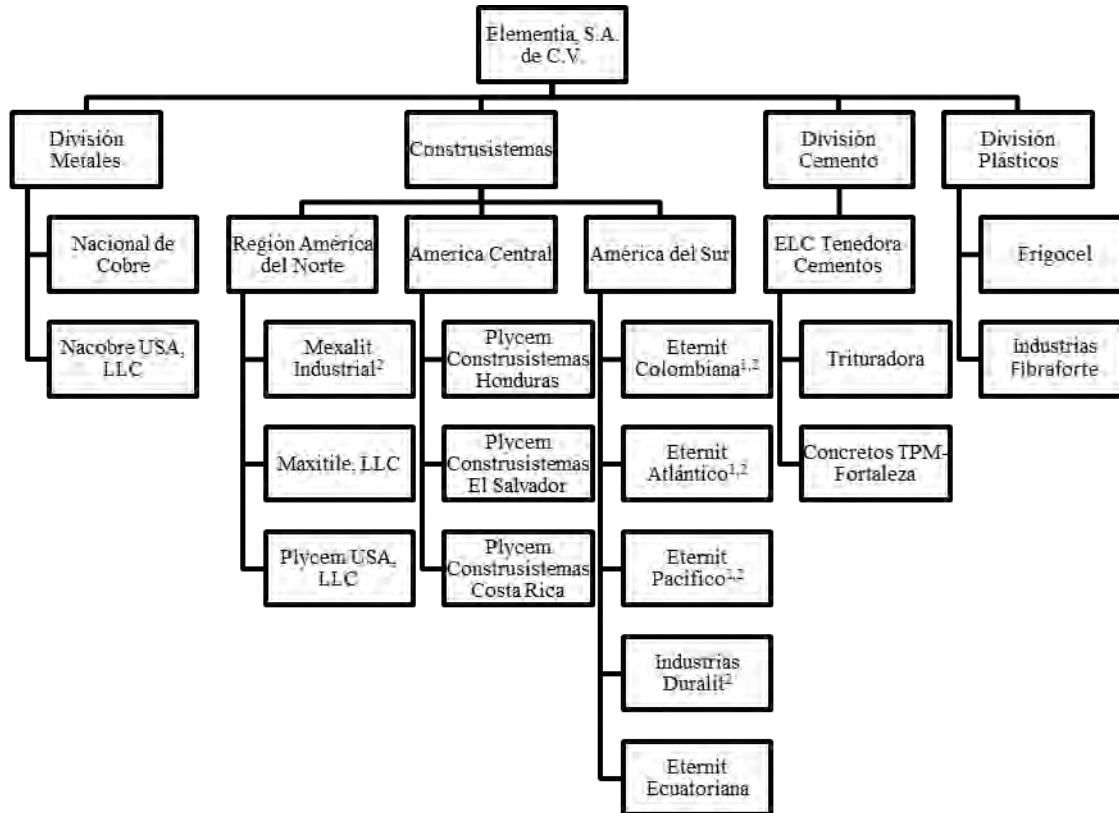 Elementia, S.A.
de C.V.
División
Metales
Construsistemas
División
Cemento
División
Plásticos
Nacional de
Cobre
Región América
del Norte
America Central
América del Sur
ELC Tenedora
Cementos
Frigocel
Nacobre USA,
LLC
Mexalit
Industrial²
Plycem
Construsistemas
Honduras
Eternit
Colombiana¹,²
Trituradora
Industrias
Fibraforte
Maxitile, LLC
Plycem
Construsistemas
El Salvador
Eternit
Atlántico¹,²
Concretos TPM-
Fortaleza
Plycem USA,
LLC
Plycem
Construsistemas
Costa Rica
Eternit
Pacífico¹,²
Industrias
Duralit²
Eternit
Ecuatoriana